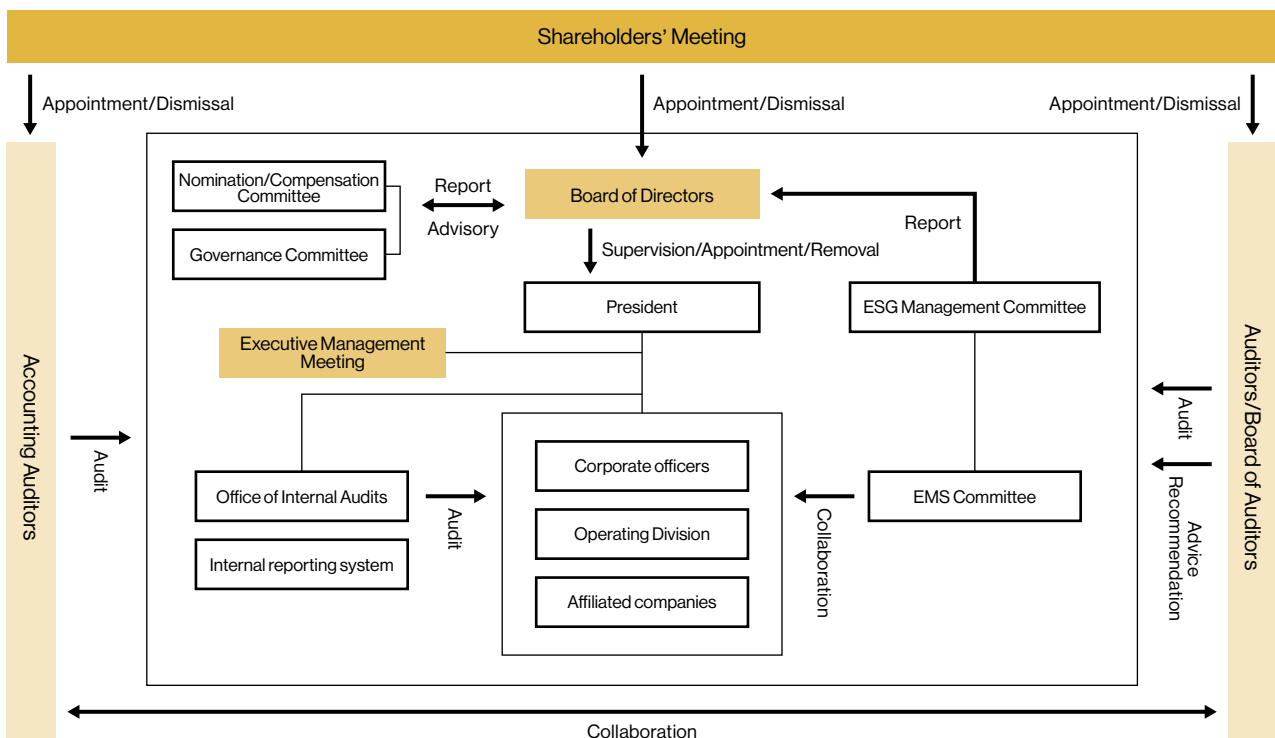 Shareholders' Meeting
Appointment/Dismissal
Appointment/Dismissal
Appointment/Dismissal
Nomination/Compensation
Committee
Governance Committee
Report
Advisory
Board of Directors
Report
Supervision/Appointment/Removal
President
ESG Management Committee
Executive Management
Meeting
Accounting Auditors
Audit
Office of Internal Audits
Internal reporting system
Audit
Corporate officers
Operating Division
Affiliated companies
Collaboration
EMS Committee
Audit
Advice
Recommendation
Auditors/Board of Auditors
Collaboration